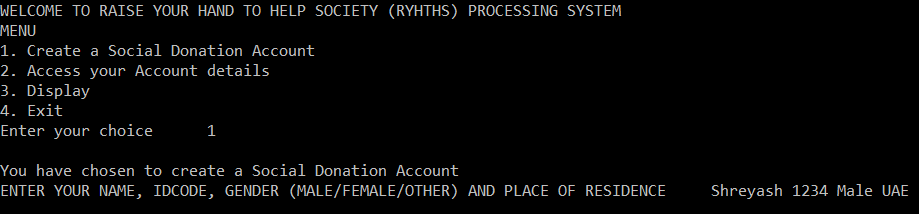 WELCOME TO RAISE YOUR HAND TO HELP SOCIETY (RYHTHS) PROCESSING SYSTEM
MENU
1. Create a Social Donation Account
2. Access your Account details
3. Display
4. Exit
Enter your choice      1
You have chosen to create a Social Donation Account
ENTER YOUR NAME, IDCODE, GENDER (MALE/FEMALE/OTHER) AND PLACE OF RESIDENCE     Shreyash 1234 Male UAE